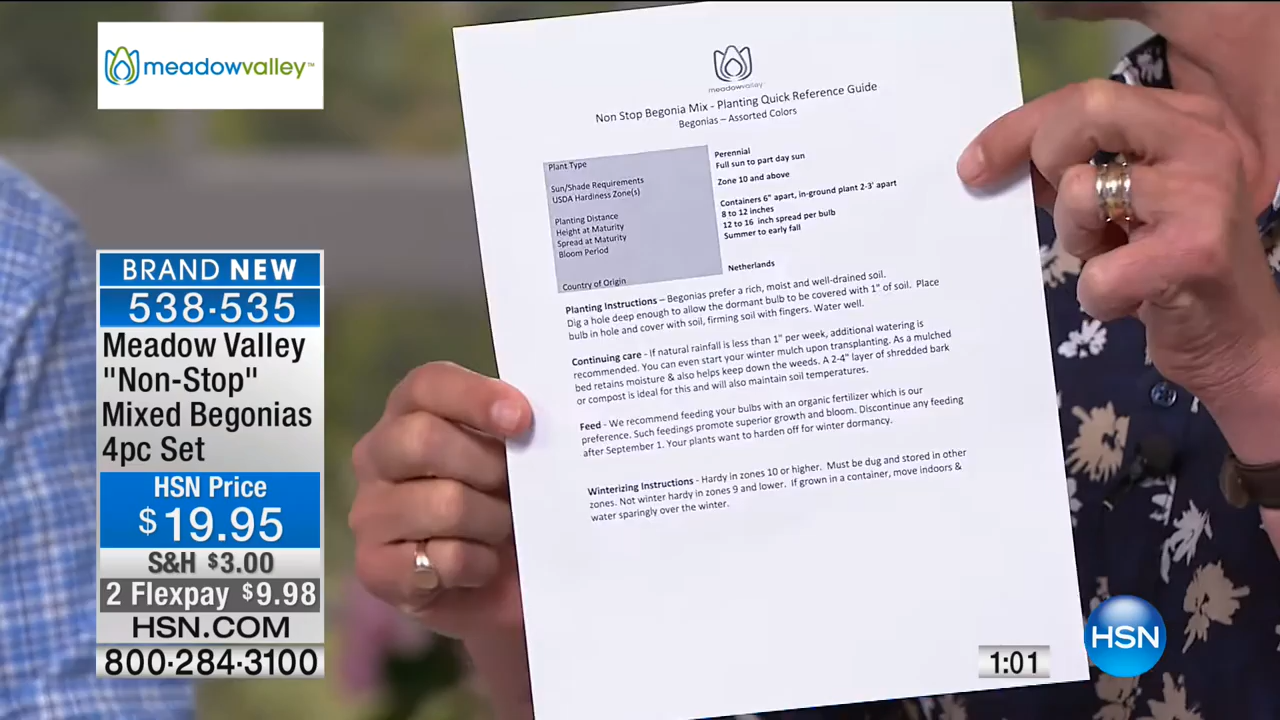 meadowvalley™
BRAND NEW
538-535
Meadow Valley
"Non-Stop"
Mixed Begonias
4pc Set
HSN Price
$19.95
S&H $3.00
2 Flexpay $9.98
HSN.COM
800·284·3100
meadowvalley
Non Stop Begonia Mix - Planting Quick Reference Guide
Begonias – Assorted Colors
Plant Type
Perennial
Sun/Shade Requirements
Full sun to part day sun
USDA Hardiness Zone(s)
Zone 10 and above
Planting Distance
Containers 6" apart, in-ground plant 2-3' apart
Height at Maturity
8 to 12 inches
Spread at Maturity
12 to 16 inch spread per bulb
Bloom Period
Summer to early fall
Country of Origin
Netherlands
Planting Instructions – Begonias prefer a rich, moist and well-drained soil.
Dig a hole deep enough to allow the dormant bulb to be covered with 1" of soil. Place
bulb in hole and cover with soil, firming soil with fingers. Water well.
Continuing care - If natural rainfall is less than 1" per week, additional watering is
recommended. You can even start your winter mulch upon transplanting. As a mulched
bed retains moisture & also helps keep down the weeds. A 2-4" layer of shredded bark
or compost is ideal for this and will also maintain soil temperatures.
Feed - We recommend feeding your bulbs with an organic fertilizer which is our
preference. Such feedings promote superior growth and bloom. Discontinue any feeding
after September 1. Your plants want to harden off for winter dormancy.
Winterizing Instructions - Hardy in zones 10 or higher. Must be dug and stored in other
zones. Not winter hardy in zones 9 and lower. If grown in a container, move indoors &
water sparingly over the winter.
1:01
HSN